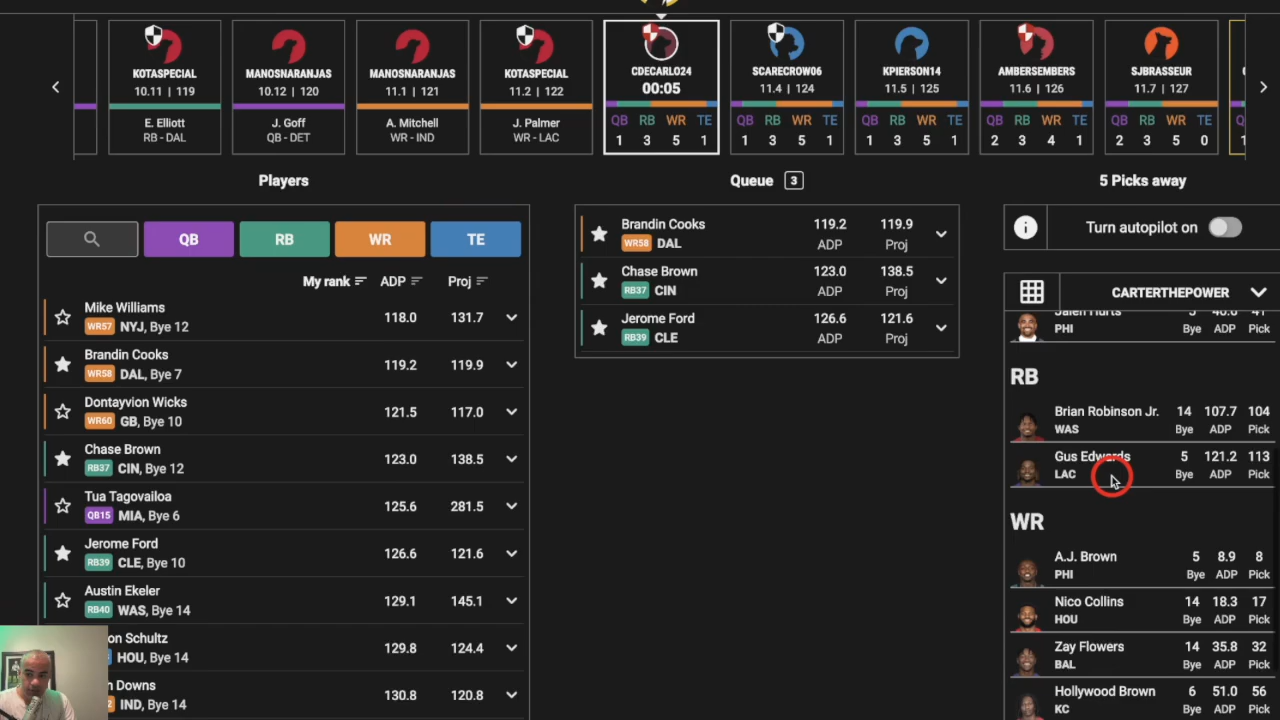 KOTASPECIAL
10.11 | 119
E. Elliott
RB - DAL
MANOSNARANJAS
10.12 | 120
J. Goff
QB - DET
MANOSNARANJAS
11.1 | 121
A. Mitchell
WR - IND
KOTASPECIAL
11.2 | 122
J. Palmer
WR - LAC
CDECARLO24
00:05
QB RB WR TE
1 3 5 1
SCARECROW06
11.4 | 124
QB RB WR TE
1 3 5 1
KPIERSON14
11.5 | 125
QB RB WR TE
1 3 5 1
AMBERSEMBERS
11.6 | 126
QB RB WR TE
2 3 4 1
SJBRASSEUR
11.7 | 127
QB RB WR TE
2 3 5 0
Players
QB RB WR TE
My rank ADP Proj
Mike Williams
WR57 NYJ, Bye 12 118.0 131.7
Brandin Cooks
WR58 DAL, Bye 7 119.2 119.9
Dontayvion Wicks
WR60 GB, Bye 10 121.5 117.0
Chase Brown
RB37 CIN, Bye 12 123.0 138.5
Tua Tagovailoa
QB15 MIA, Bye 6 125.6 281.5
Jerome Ford
RB39 CLE, Bye 10 126.6 121.6
Austin Ekeler
RB40 WAS, Bye 14 129.1 145.1
on Schultz
HOU, Bye 14 129.8 124.4
Downs
IND, Bye 14 130.8 120.8
Queue 3
Brandin Cooks 119.2 119.9
WR58 DAL ADP Proj
Chase Brown 123.0 138.5
RB37 CIN ADP Proj
Jerome Ford 126.6 121.6
RB39 CLE ADP Proj
5 Picks away
Turn autopilot on
CARTERTHEPOWER
Jalen Hurts
PHI Bye ADP Pick
RB
Brian Robinson Jr. 14 107.7 104
WAS Bye ADP Pick
Gus Edwards 5 121.2 113
LAC Bye ADP Pick
WR
A.J. Brown 5 8.9 8
PHI Bye ADP Pick
Nico Collins 14 18.3 17
HOU Bye ADP Pick
Zay Flowers 14 35.8 32
BAL Bye ADP Pick
Hollywood Brown 6 51.0 56
KC Bye ADP Pick